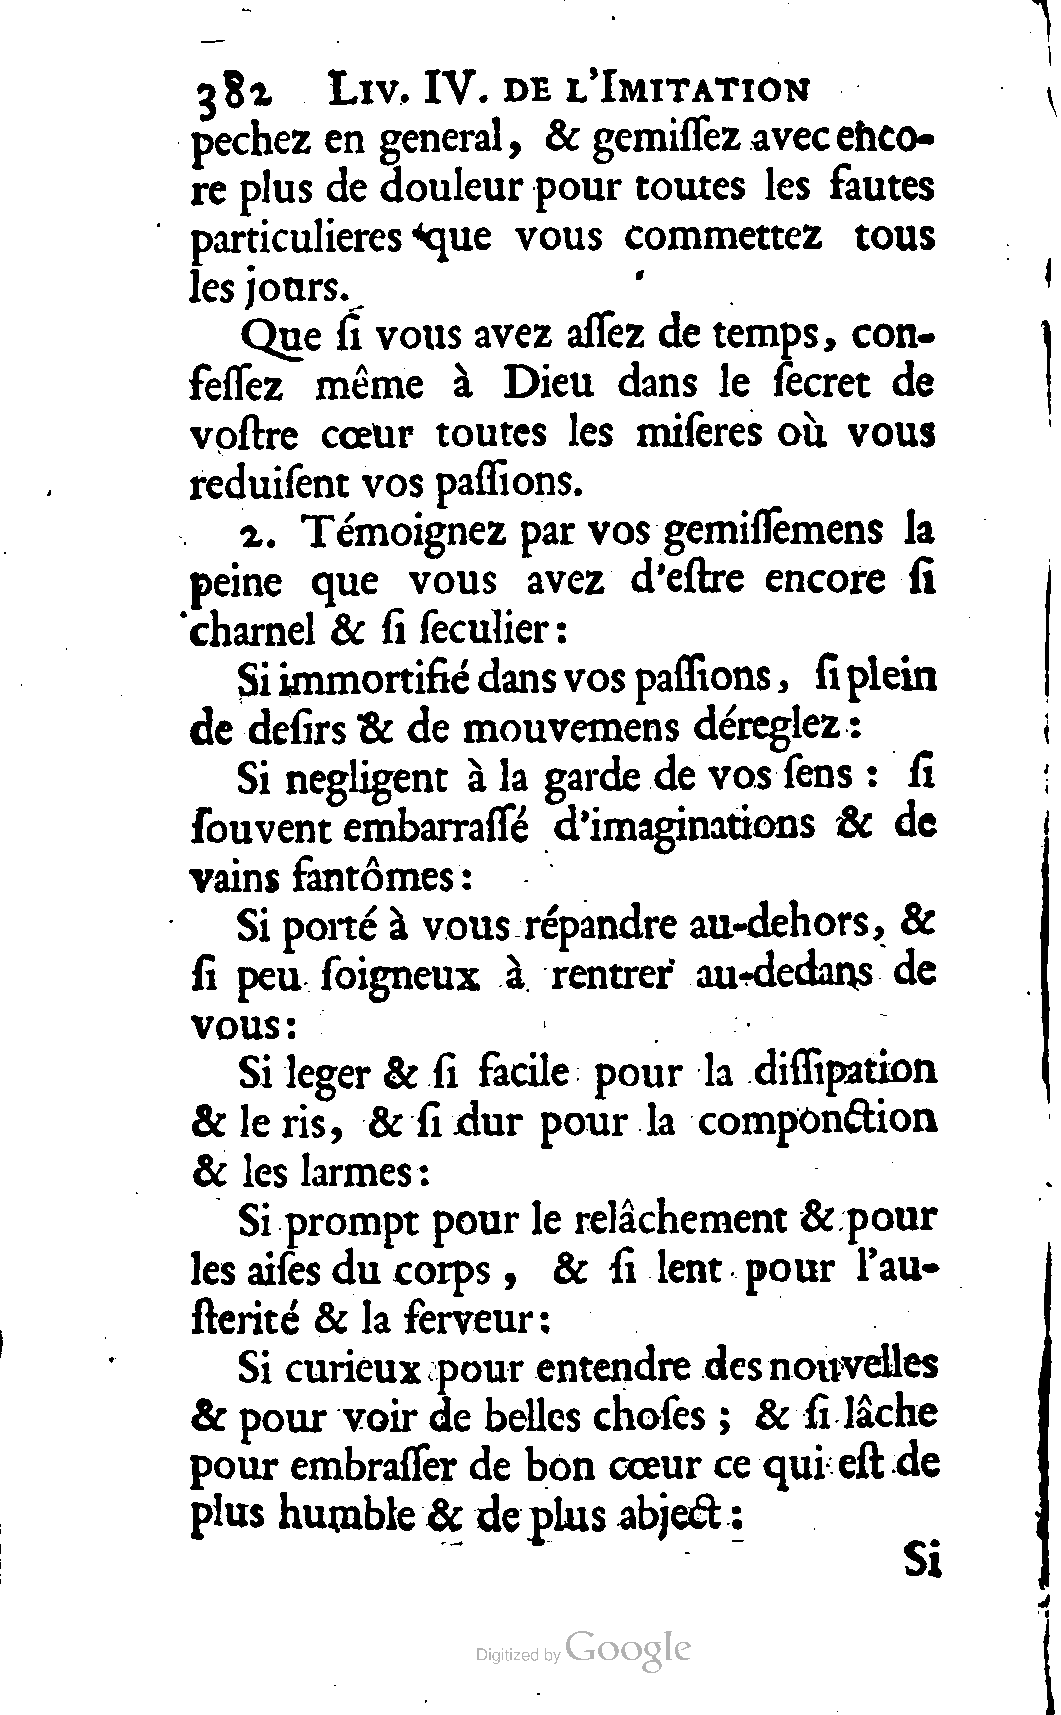 382 LIV. IV. DE L'IMITATION
pechez en general, & gemiſſez avec enco-
re plus de douleur pour toutes les fautes
particulieres que vous commettez tous
les jours.
Que ſi vous avez aſſez de temps, con-
feſſez même à Dieu dans le ſecret de
voſtre cœur toutes les miſeres où vous
reduiſent vos paſſions.
2. Témoignez par vos gemiſſemens la
peine que vous avez d'eſtre encore ſi
charnel & ſi ſeculier:
Si immortifié dans vos paſſions, ſi plein
de deſirs & de mouvemens déreglez:
Si negligent à la garde de vos ſens : ſi
ſouvent embarraſſé d'imaginations & de
vains fantômes:
Si porté à vous répandre au-dehors, &
ſi peu ſoigneux à rentrer au-dedans de
vous:
Si leger & ſi facile pour la diſſipation
& le ris, & ſi dur pour la componction
& les larmes:
Si prompt pour le relâchement & pour
les aiſes du corps, & ſi lent pour l'au-
ſterité & la ferveur:
Si curieux pour entendre des nouvelles
& pour voir de belles choſes ; & ſi lâche
pour embraſſer de bon cœur ce qui eſt de
plus humble & de plus abject :
Si
Digitized by Google